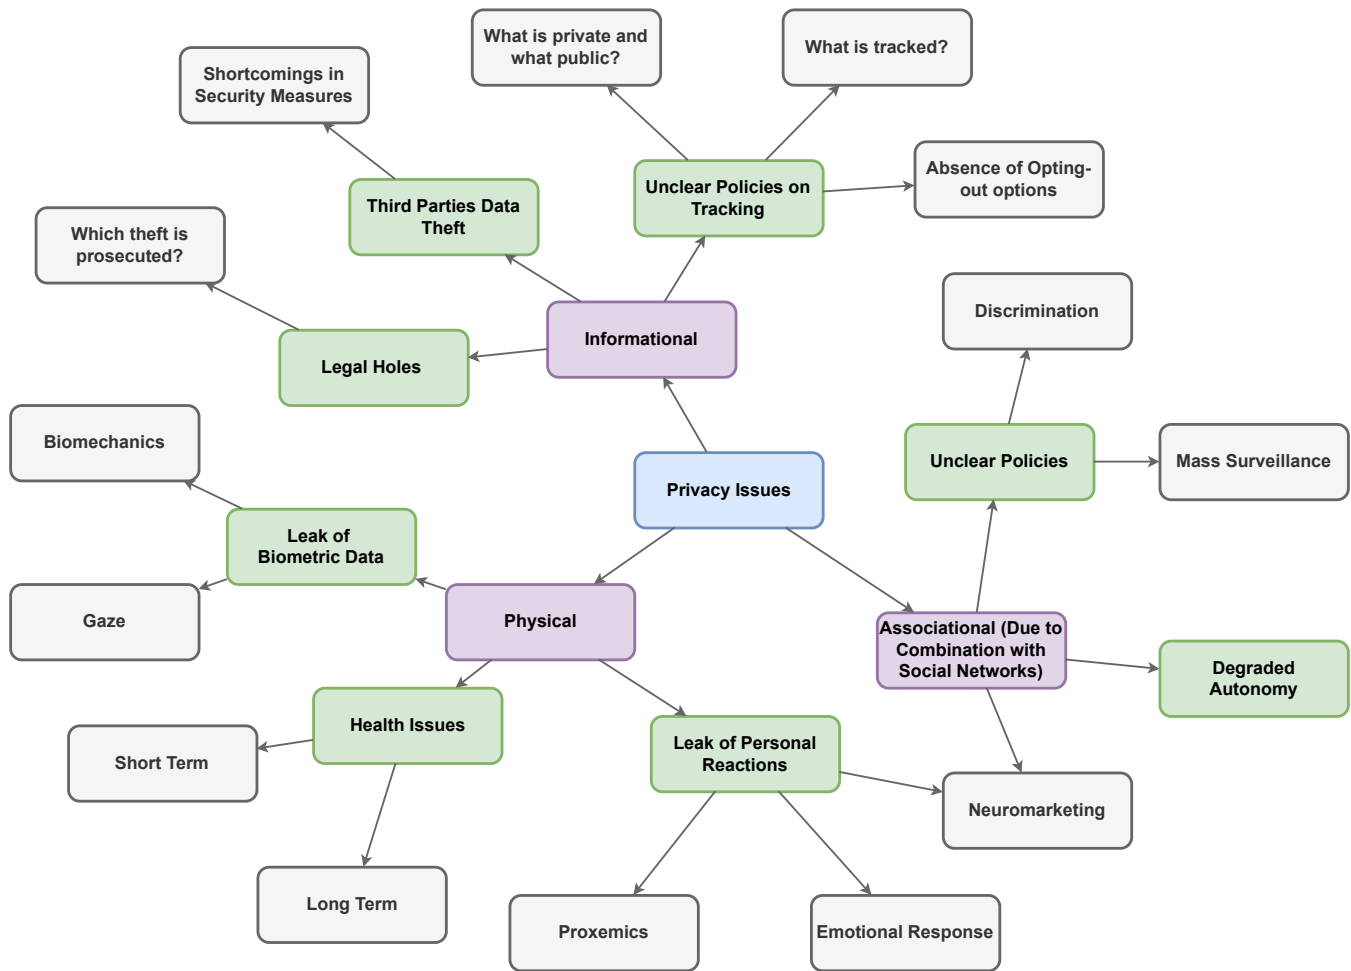 What is private and
what public?
What is tracked?
Shortcomings in
Security Measures
Absence of Opting-
out options
Unclear Policies on
Tracking
Third Parties Data
Theft
Which theft is
prosecuted?
Discrimination
Informational
Legal Holes
Biomechanics
Unclear Policies
Mass Surveillance
Privacy Issues
Leak of
Biometric Data
Gaze
Physical
Associational (Due to
Combination with
Social Networks)
Degraded
Autonomy
Health Issues
Leak of Personal
Reactions
Short Term
Neuromarketing
Long Term
Proxemics
Emotional Response